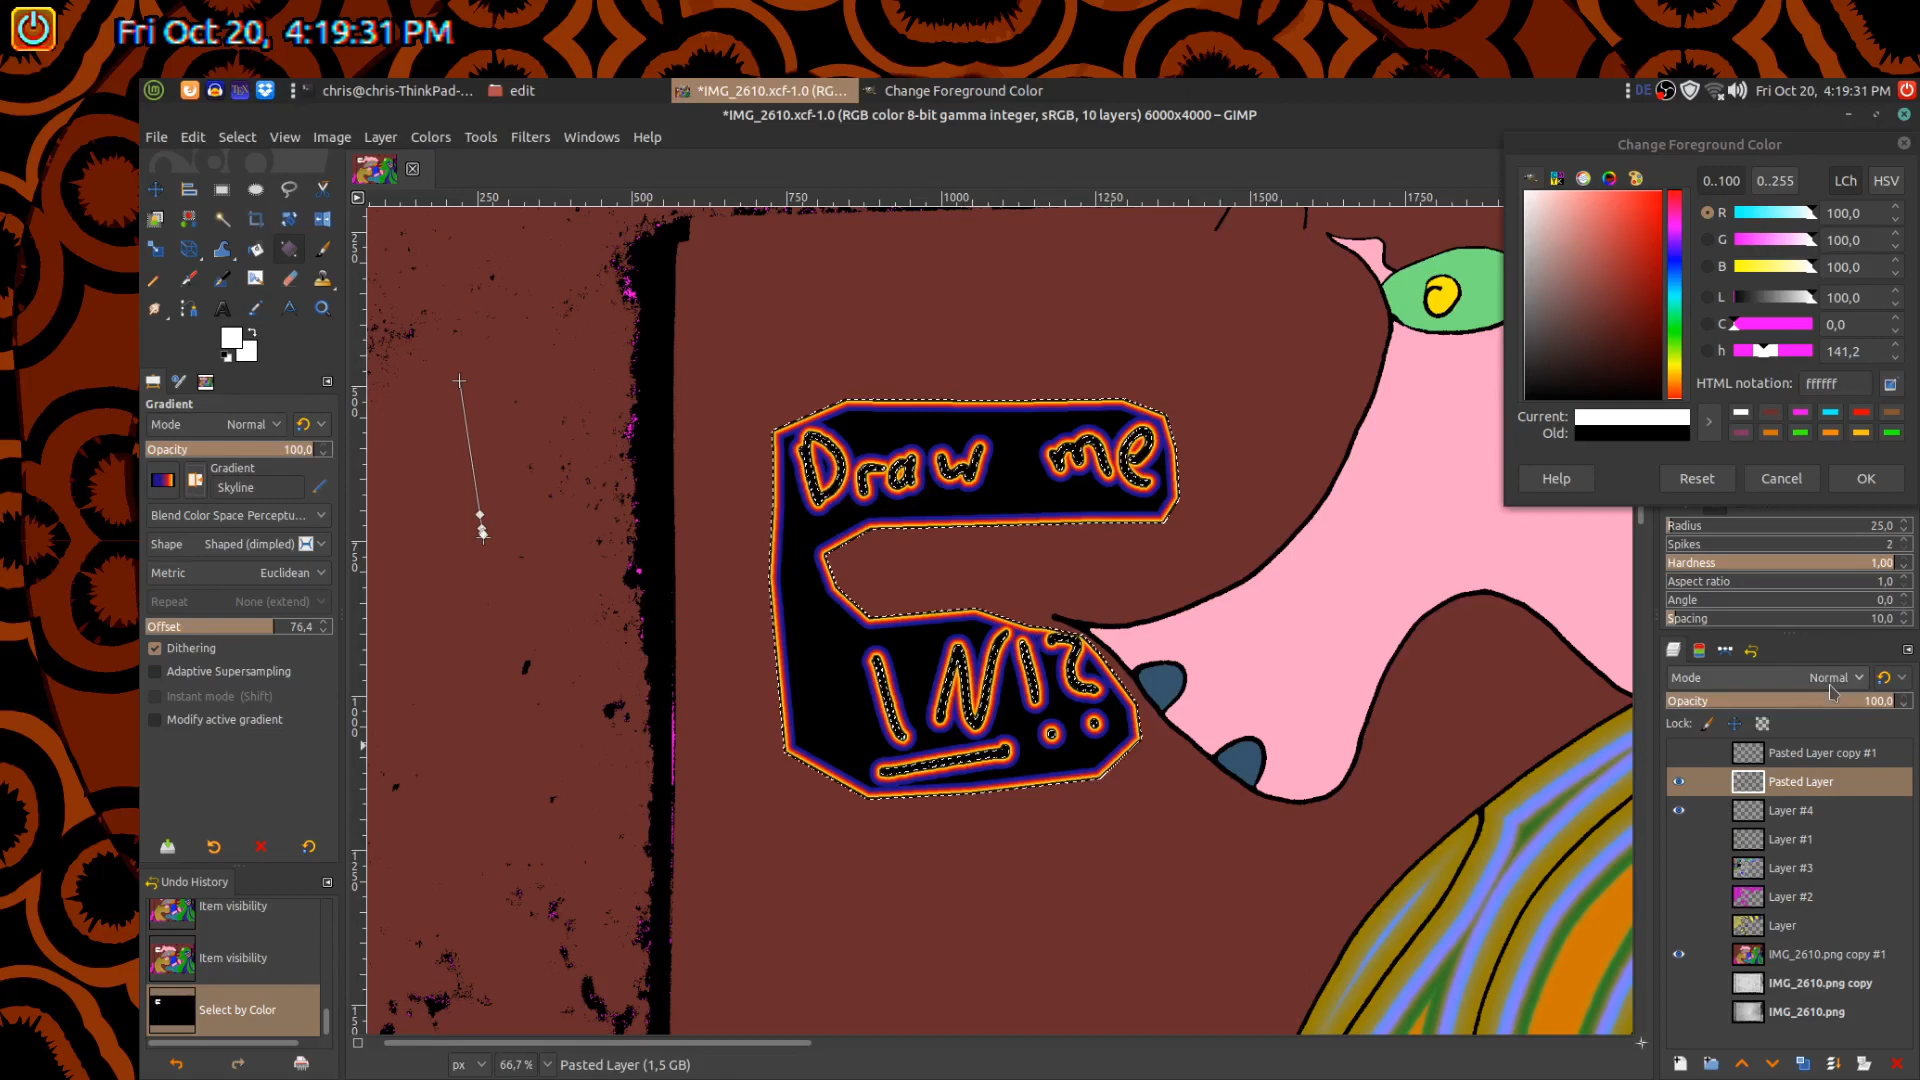 Fri Oct 20, 4:19:31 PM
chris@chris-ThinkPad-... edit *IMG_2610.xcf-1.0 (RG... Change Foreground Color DE Fri Oct 20, 4:19:31 PM
*IMG_2610.xcf-1.0 (RGB color 8-bit gamma integer, sRGB, 10 layers) 6000x4000 – GIMP
File Edit Select View Image Layer Colors Tools Filters Windows Help
Change Foreground Color
0..100 0..255 LCh HSV
R 100,0
G 100,0
B 100,0
L 100,0
C 0,0
h 141,2
HTML notation: ffffff
Current:
Old:
Help Reset Cancel OK
250 500 750 1000 1250 1500 1750
250
500
750
1000
1250
150
Gradient
Mode Normal
Opacity 100,0
Gradient
Skyline
Blend Color Space Perceptu...
Shape Shaped (dimpled)
Metric Euclidean
Repeat None (extend)
Offset 76,4
Dithering
Adaptive Supersampling
Instant mode (Shift)
Modify active gradient
Undo History
Item visibility
Item visibility
Select by Color
Draw me
Radius 25,0
Spikes 2
Hardness 1,00
Aspect ratio 1,0
Angle 0,0
Spacing 10,0
Mode Normal
Opacity 100,0
Lock:
Pasted Layer copy #1
Pasted Layer
Layer #4
Layer #1
Layer #3
Layer #2
Layer
IMG_2610.png copy #1
IMG_2610.png copy
IMG_2610.png
px 66,7 % Pasted Layer (1,5 GB)